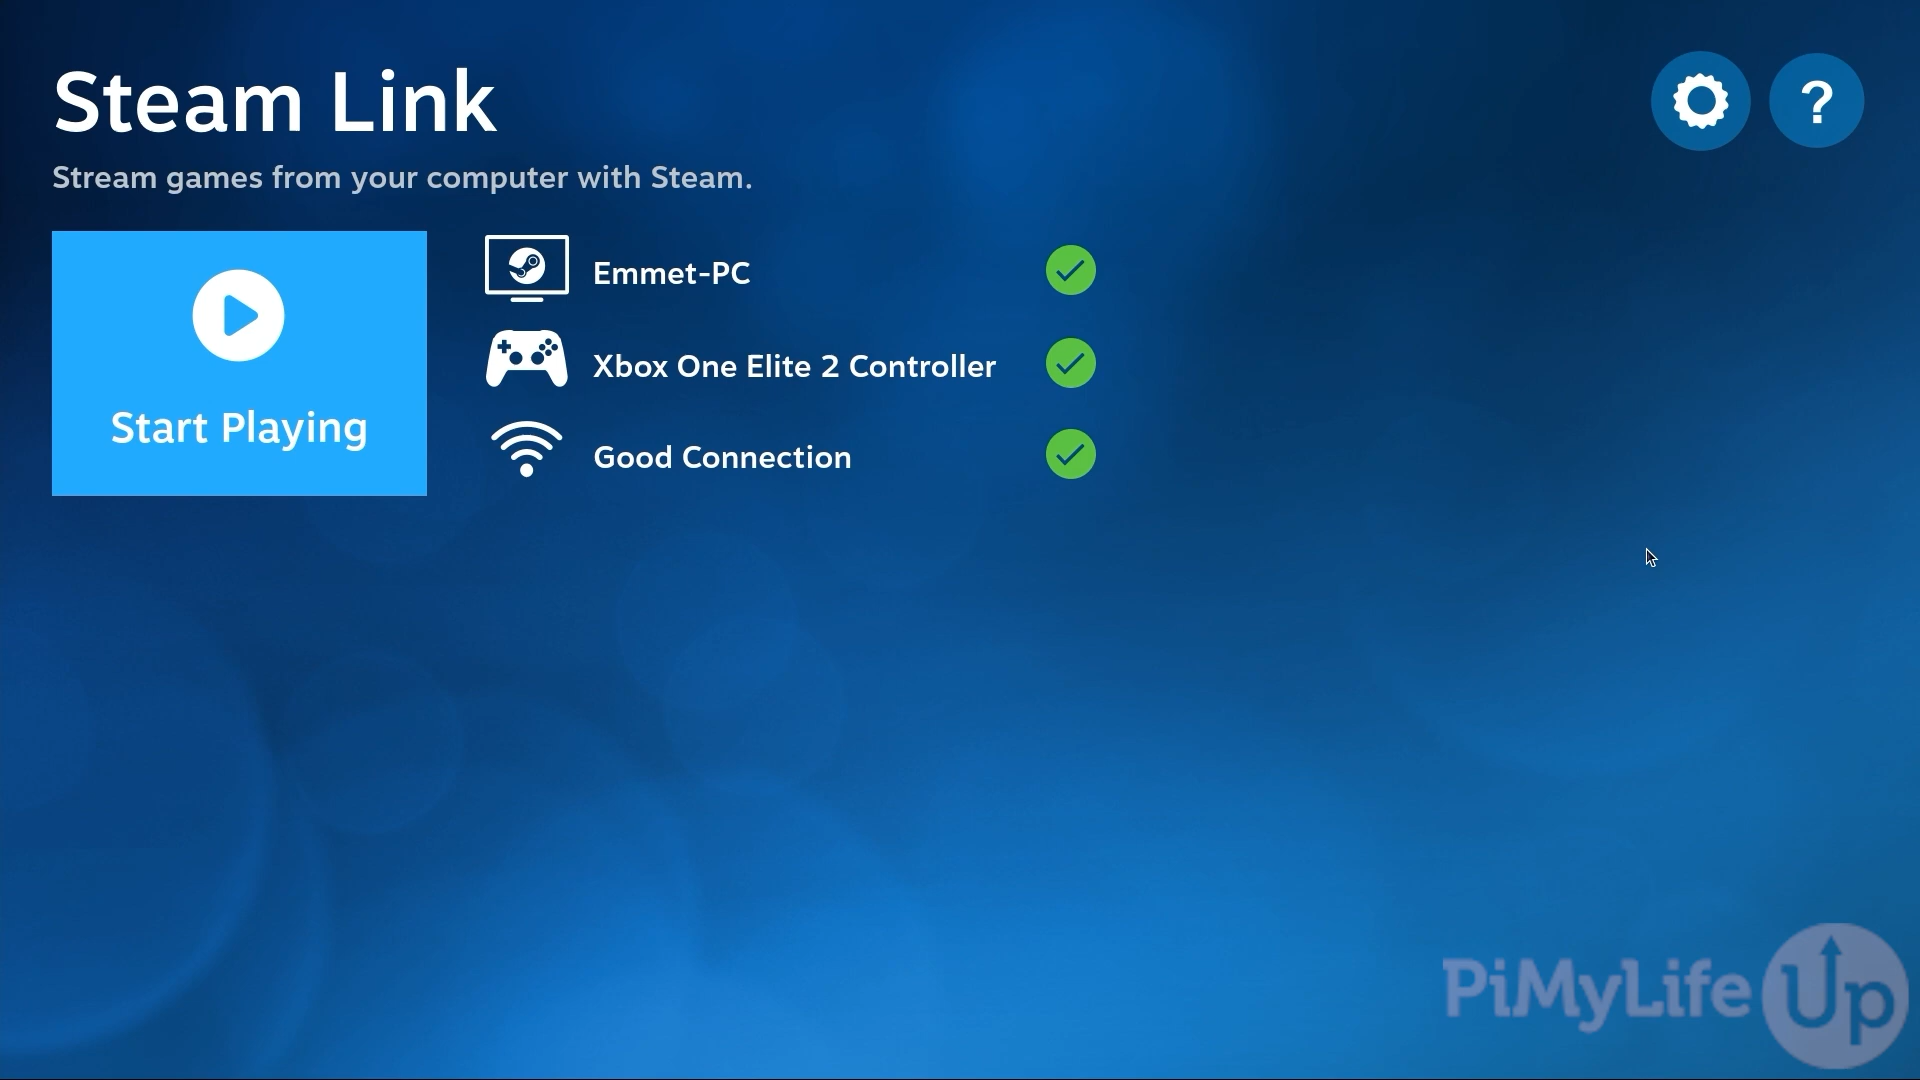 Steam Link
?
Stream games from your computer with Steam.
Emmet-PC
Xbox One Elite 2 Controller
Start Playing
Good Connection
PiMyLifeUp